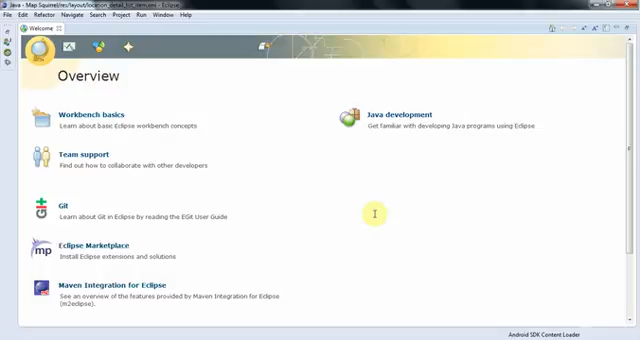 Java - Map Squirrel/res/layout/location_detail_list_item.xml - Eclipse
File Edit Refactor Navigate Search Project Run Window Help
Welcome
Overview
Workbench basics
Learn about basic Eclipse workbench concepts
Java development
Get familiar with developing Java programs using Eclipse
Team support
Find out how to collaborate with other developers
Git
Learn about Git in Eclipse by reading the EGit User Guide
mp
Eclipse Marketplace
Install Eclipse extensions and solutions
Maven Integration for Eclipse
See an overview of the features provided by Maven Integration for Eclipse
(m2eclipse).
Android SDK Content Loader